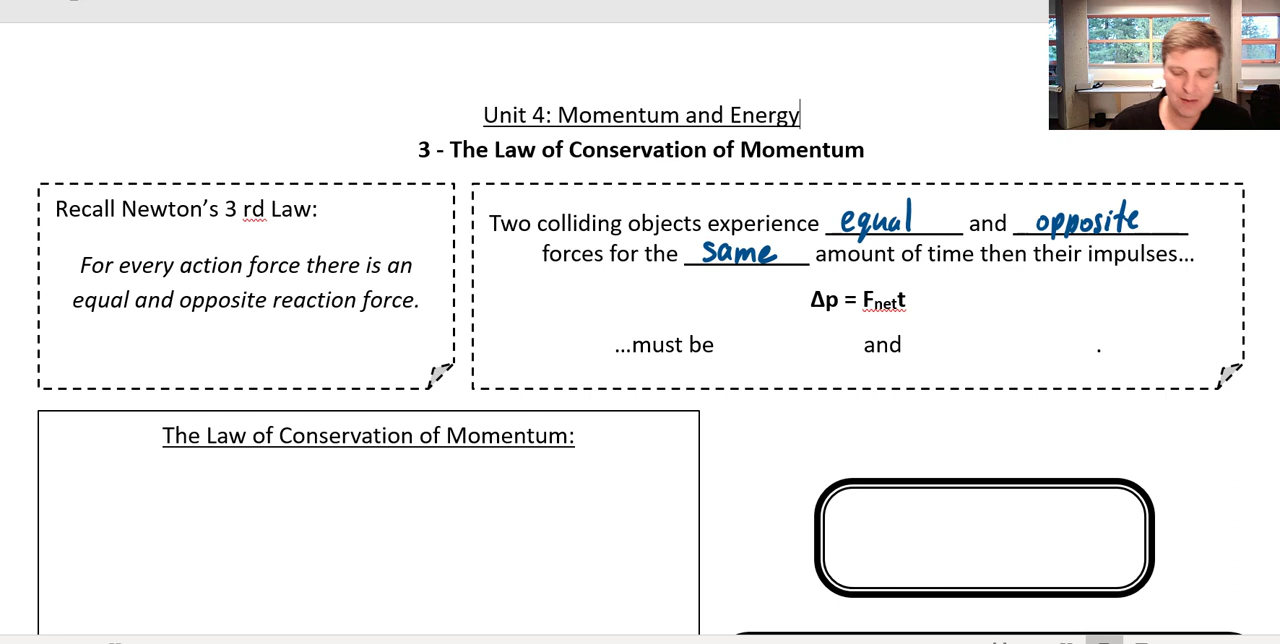 Unit 4: Momentum and Energy
3 - The Law of Conservation of Momentum
Recall Newton's 3 rd Law:
For every action force there is an
equal and opposite reaction force.
Two colliding objects experience equal and opposite
forces for the same amount of time then their impulses...
Δp = Fnett
...must be and .
The Law of Conservation of Momentum: